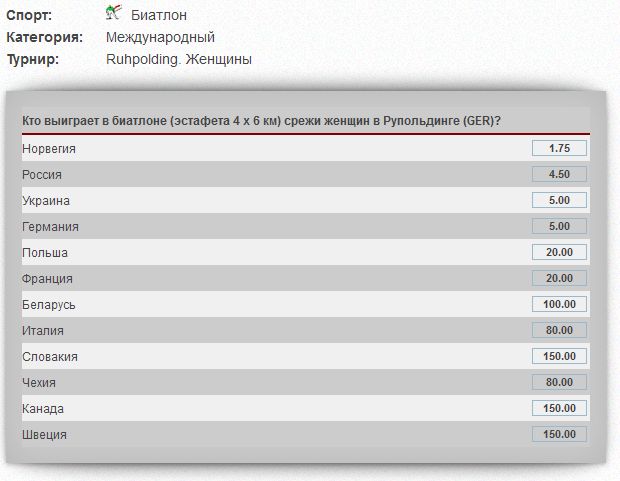 Спорт: Биатлон
Категория: Международный
Турнир: Ruhpolding. Женщины
Кто выиграет в биатлоне (эстафета 4 x 6 км) срежи женщин в Рупольдинге (GER)?
Норвегия 1.75
Россия 4.50
Украина 5.00
Германия 5.00
Польша 20.00
Франция 20.00
Беларусь 100.00
Италия 80.00
Словакия 150.00
Чехия 80.00
Канада 150.00
Швеция 150.00